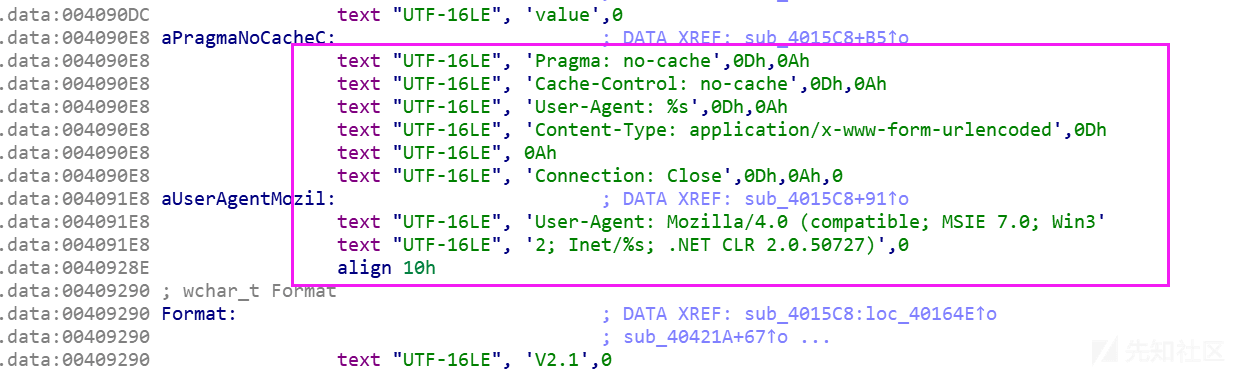 .data:004090DC text "UTF-16LE", 'value',0
.data:004090E8 aPragmaNoCacheC: ; DATA XREF: sub_4015C8+B5↑o
.data:004090E8 text "UTF-16LE", 'Pragma: no-cache',0Dh,0Ah
.data:004090E8 text "UTF-16LE", 'Cache-Control: no-cache',0Dh,0Ah
.data:004090E8 text "UTF-16LE", 'User-Agent: %s',0Dh,0Ah
.data:004090E8 text "UTF-16LE", 'Content-Type: application/x-www-form-urlencoded',0Dh
.data:004090E8 text "UTF-16LE", 0Ah
.data:004090E8 text "UTF-16LE", 'Connection: Close',0Dh,0Ah,0
.data:004091E8 aUserAgentMozil: ; DATA XREF: sub_4015C8+91↑o
.data:004091E8 text "UTF-16LE", 'User-Agent: Mozilla/4.0 (compatible; MSIE 7.0; Win3'
.data:004091E8 text "UTF-16LE", '2; Inet/%s; .NET CLR 2.0.50727)',0
.data:0040928E align 10h
.data:00409290 ; wchar_t Format
.data:00409290 Format: ; DATA XREF: sub_4015C8:loc_40164E↑o
.data:00409290 ; sub_40421A+67↑o ...
.data:00409290 text "UTF-16LE", 'V2.1',0
先知社区